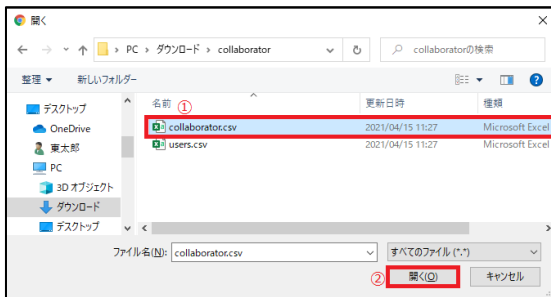 開く
PC › ダウンロード › collaborator
collaboratorの検索
整理 新しいフォルダー
名前 ① 更新日時 種類
デスクトップ
OneDrive
東太郎
PC
3D オブジェクト
ダウンロード
デスクトップ
collaborator.csv 2021/04/15 11:27 Microsoft Excel
users.csv 2021/04/15 11:27 Microsoft Excel
ファイル名(N): collaborator.csv すべてのファイル (*.*)
② 開く(O) キャンセル